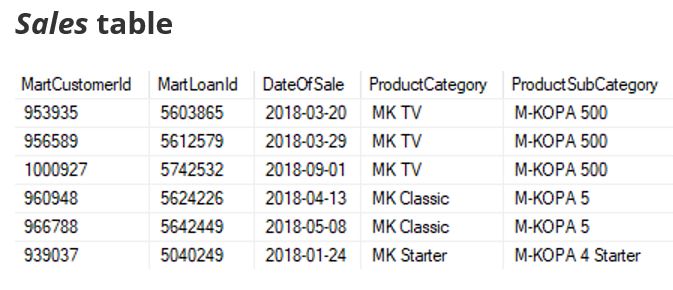 Sales table
MartCustomerId MartLoanId DateOfSale ProductCategory ProductSubCategory
953935 5603865 2018-03-20 MK TV M-KOPA 500
956589 5612579 2018-03-29 MK TV M-KOPA 500
1000927 5742532 2018-09-01 MK TV M-KOPA 500
960948 5624226 2018-04-13 MK Classic M-KOPA 5
966788 5642449 2018-05-08 MK Classic M-KOPA 5
939037 5040249 2018-01-24 MK Starter M-KOPA 4 Starter